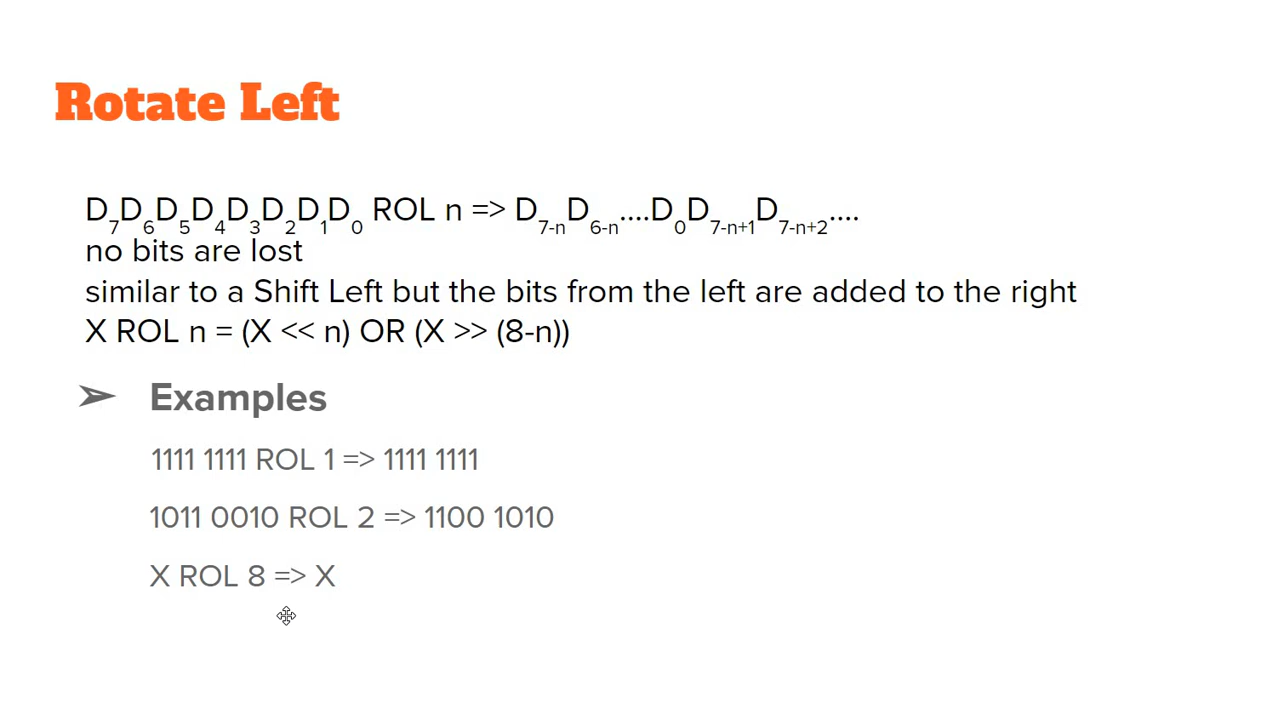 Rotate Left
D₇D₆D₅D₄D₃D₂D₁D₀ ROL n => D₇₋ₙD₆₋ₙ....D₀D₇₋ₙ₊₁D₇₋ₙ₊₂....
no bits are lost
similar to a Shift Left but the bits from the left are added to the right
X ROL n = (X << n) OR (X >> (8-n))
➢ Examples
1111 1111 ROL 1 => 1111 1111
1011 0010 ROL 2 => 1100 1010
X ROL 8 => X